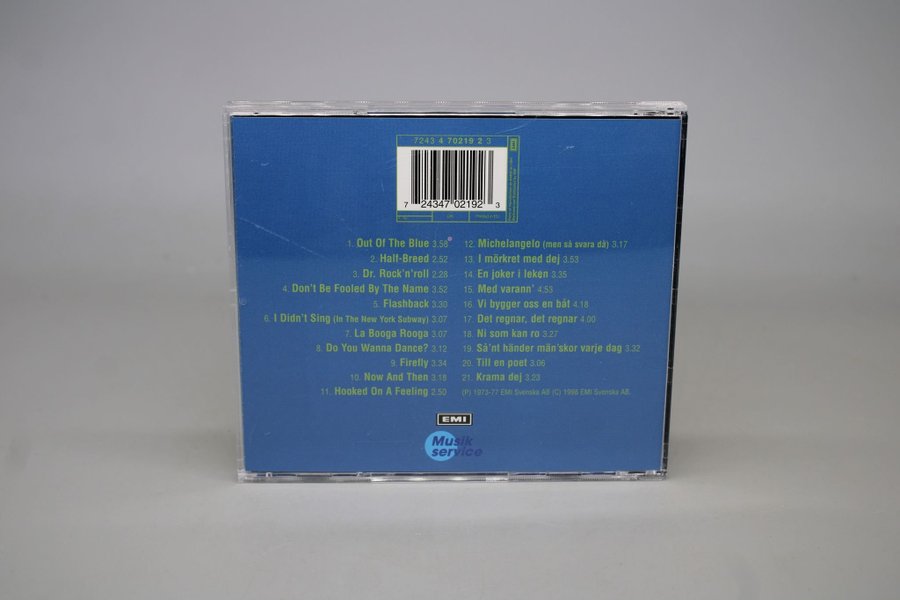 7243 4 70219 2 3
7 24347 02192 3
EMI
UK
1. Out Of The Blue 3.58
2. Half-Breed 2.52
3. Dr. Rock'n'roll 2.28
4. Don't Be Fooled By The Name 3.52
5. Flashback 3.30
6. I Didn't Sing (In The New York Subway) 3.07
7. La Booga Rooga 3.07
8. Do You Wanna Dance? 3.12
9. Firefly 3.34
10. Now And Then 3.18
11. Hooked On A Feeling 2.50
12. Michelangelo (men så svara då) 3.17
13. I mörkret med dej 3.53
14. En joker i leken 3.35
15. Med varann' 4.53
16. Vi bygger oss en båt 4.18
17. Det regnar, det regnar 4.00
18. Ni som kan ro 3.27
19. Så'nt händer män'skor varje dag 3.32
20. Till en poet 3.06
21. Krama dej 3.23
(P) 1973-77 EMI Svenska AB (C) 1996 EMI Svenska AB.
EMI
Musik
service